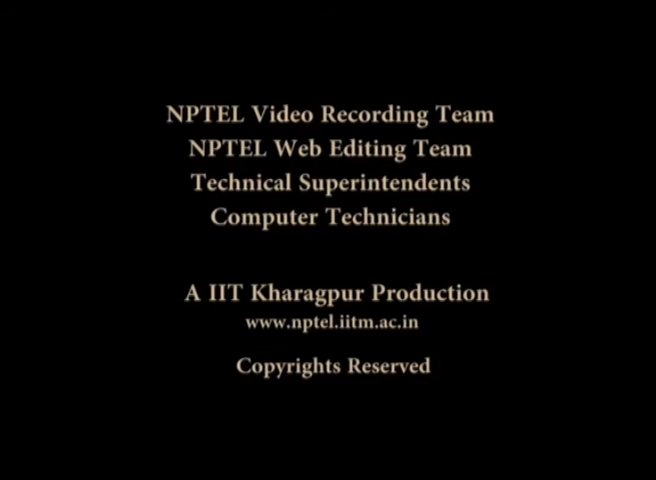 NPTEL Video Recording Team
NPTEL Web Editing Team
Technical Superintendents
Computer Technicians
A IIT Kharagpur Production
www.nptel.iitm.ac.in
Copyrights Reserved